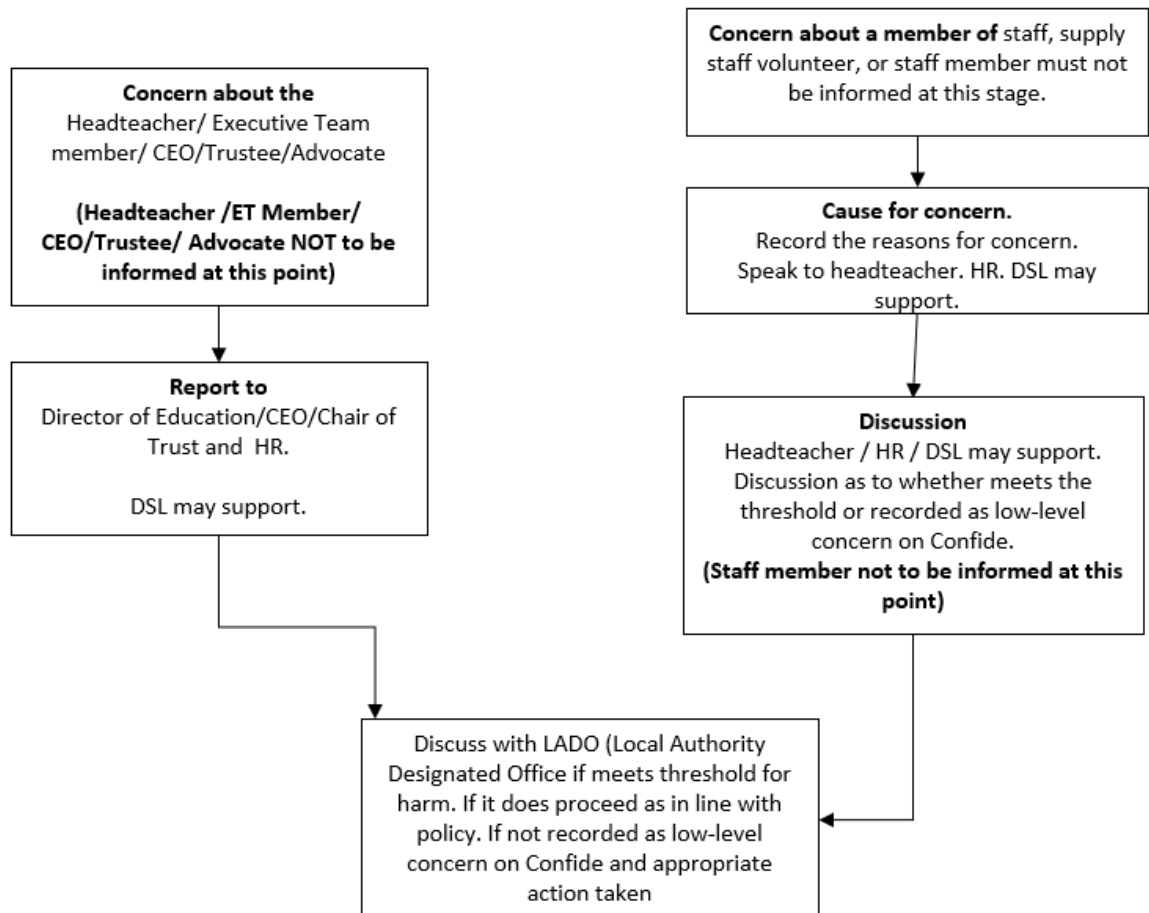 Concern about the
Headteacher/ Executive Team
member/ CEO/Trustee/Advocate
(Headteacher /ET Member/
CEO/Trustee/ Advocate NOT to be
informed at this point)
Report to
Director of Education/CEO/Chair of
Trust and  HR.
DSL may support.
Concern about a member of staff, supply
staff volunteer, or staff member must not
be informed at this stage.
Cause for concern.
Record the reasons for concern.
Speak to headteacher. HR. DSL may
support.
Discussion
Headteacher / HR / DSL may support.
Discussion as to whether meets the
threshold or recorded as low-level
concern on Confide.
(Staff member not to be informed at this
point)
Discuss with LADO (Local Authority
Designated Office if meets threshold for
harm. If it does proceed as in line with
policy. If not recorded as low-level
concern on Confide and appropriate
action taken